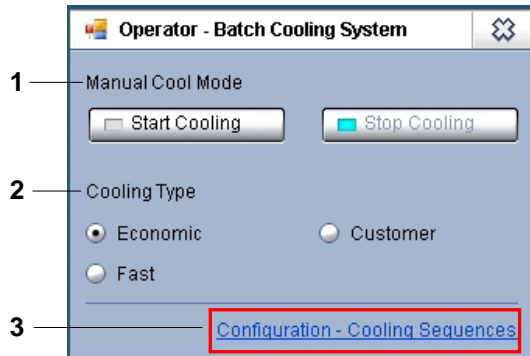 Operator - Batch Cooling System
1 Manual Cool Mode
Start Cooling Stop Cooling
2 Cooling Type
Economic Customer
Fast
3 Configuration - Cooling Sequences